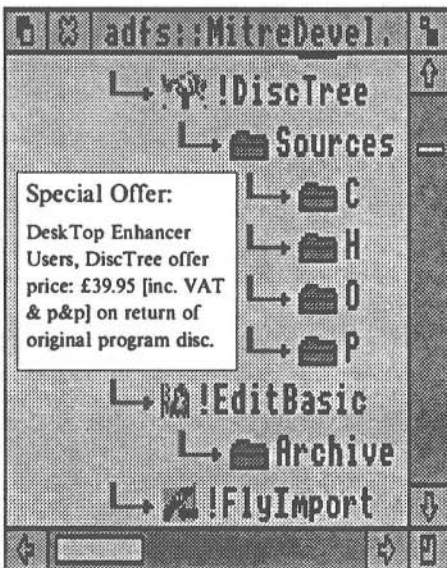 adfs::MitreDevel.
!DiscTree
Sources
C
H
O
P
Special Offer:
DeskTop Enhancer
Users, DiscTree offer
price: £39.95 [inc. VAT
& p&p] on return of
original program disc.
!EditBasic
Archive
!FlyImport